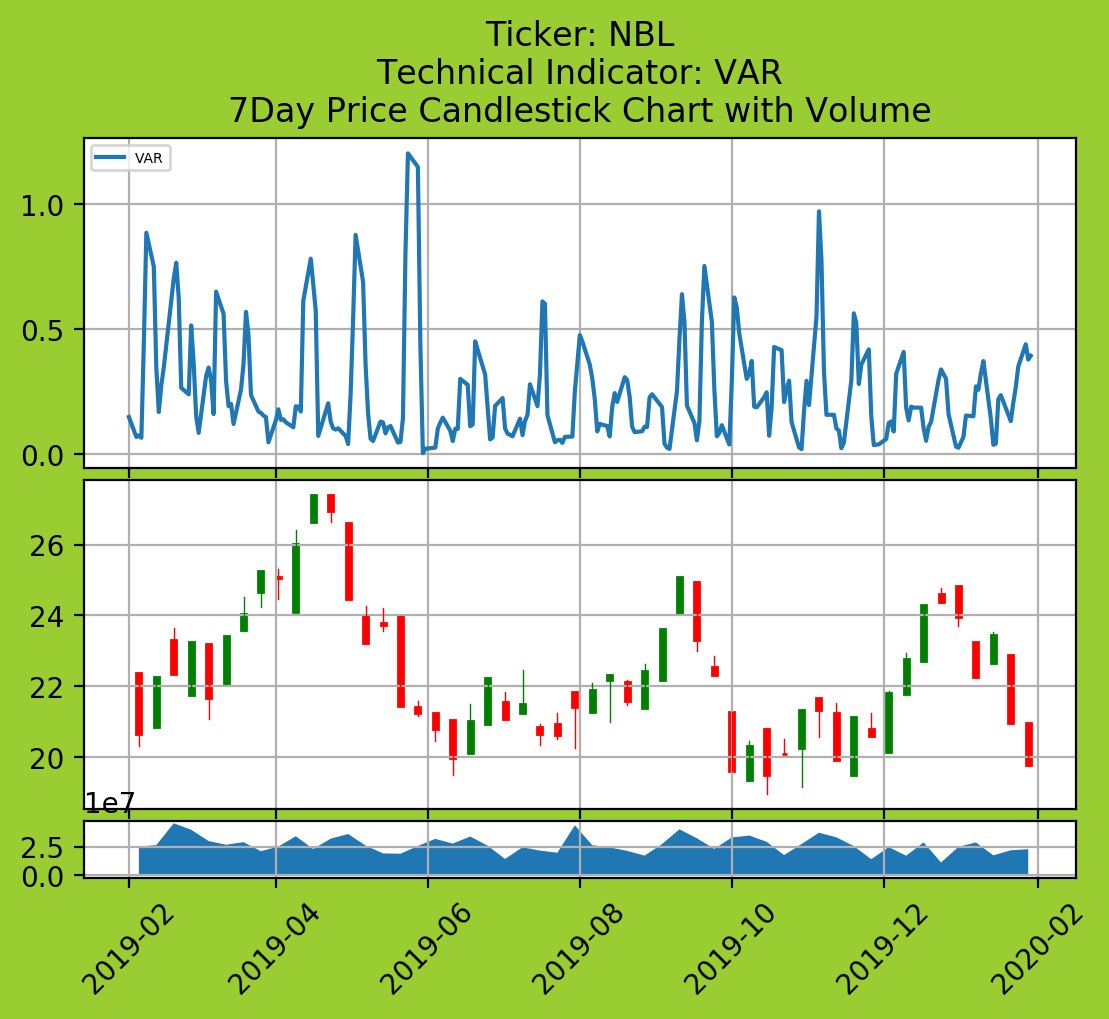 Ticker: NBL
Technical Indicator: VAR
7Day Price Candlestick Chart with Volume
VAR
1.0
0.5
0.0
26
24
22
20
1e7
2.5
0.0
2019-02 2019-04 2019-06 2019-08 2019-10 2019-12 2020-02